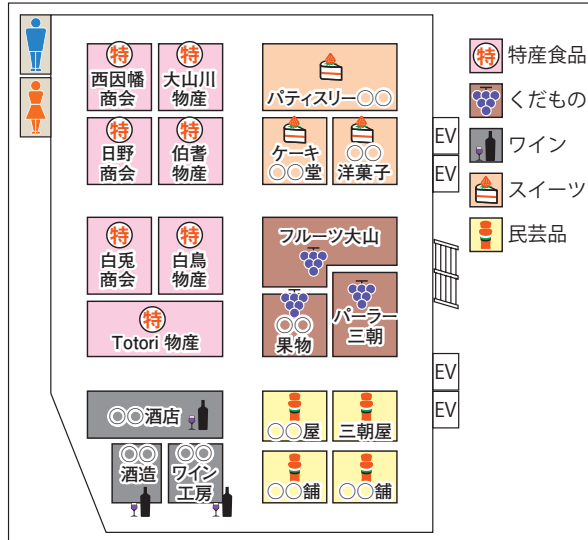 特
西因幡
商会
特
大山川
物産
パティスリー○○
特
日野
商会
特
伯耆
物産
ケーキ
○○堂
○○
洋菓子
特
白兎
商会
特
白鳥
物産
フルーツ大山
特
Totori 物産
○○
果物
パーラー
三朝
○○酒店
○○
酒造
○○
ワイン
工房
○○屋
三朝屋
○○舗
○○舗
EV
EV
EV
EV
特 特産食品
くだもの
ワイン
スイーツ
民芸品